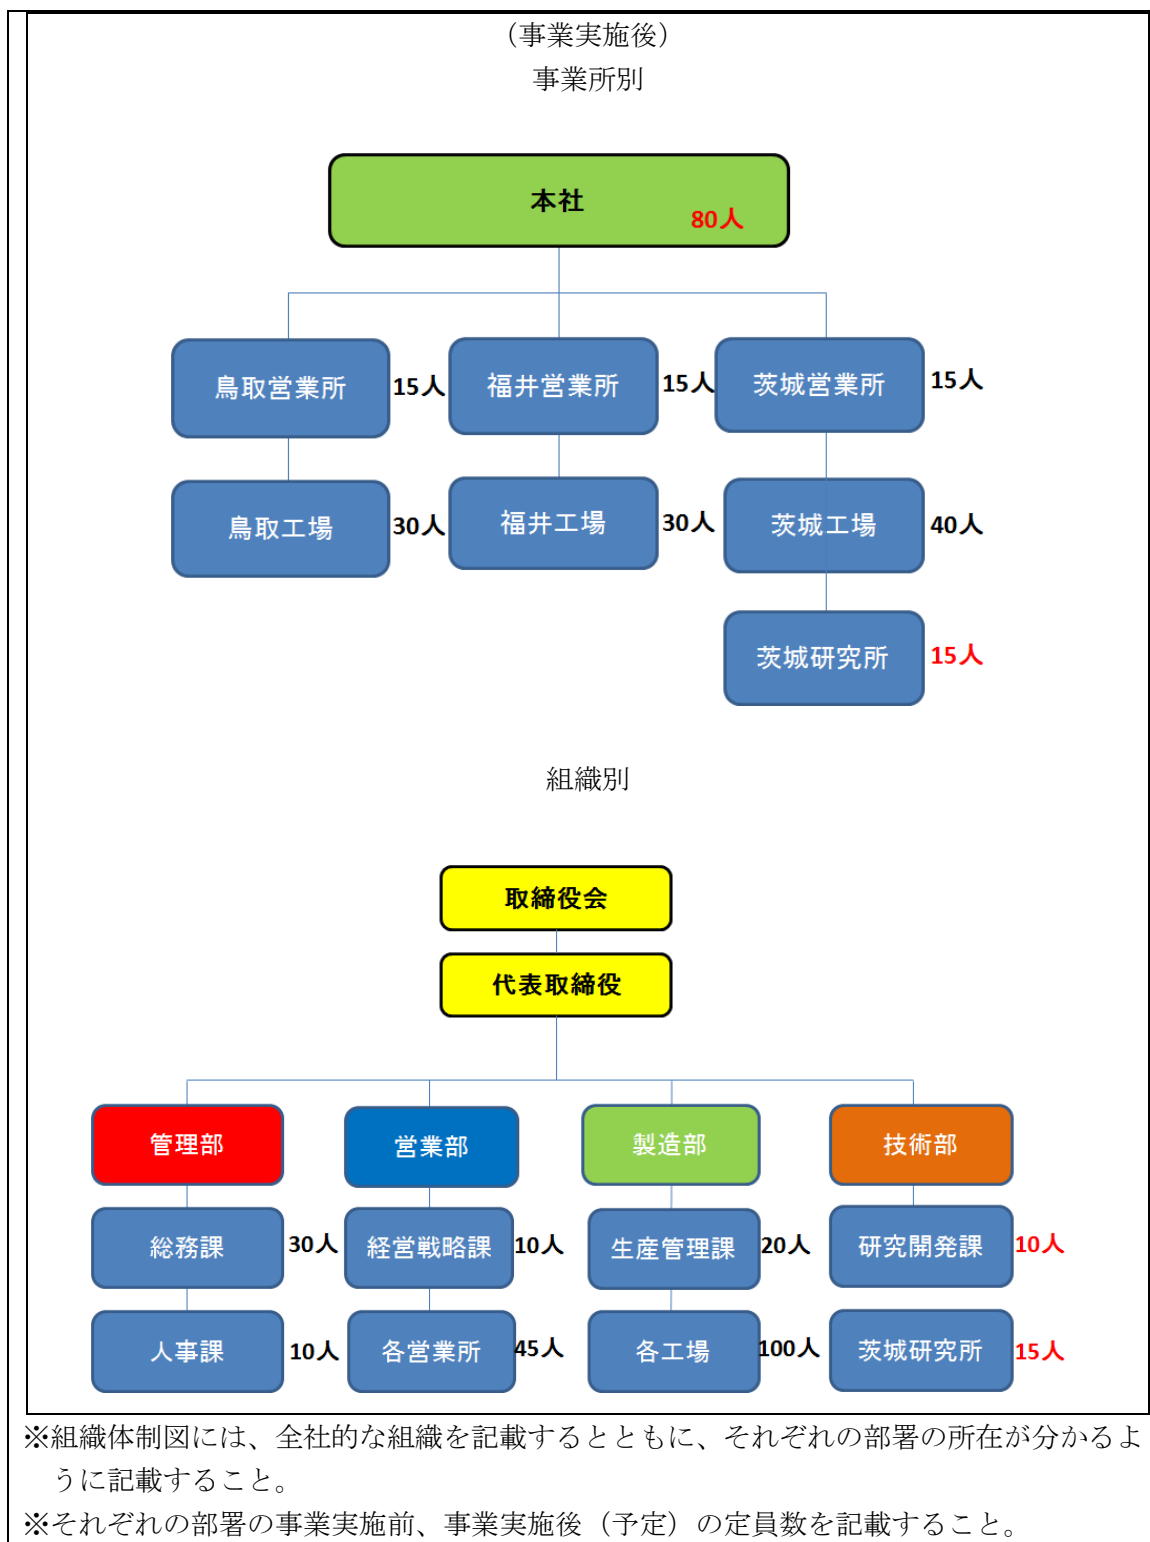 （事業実施後）
事業所別
本社
80人
鳥取営業所 15人 福井営業所 15人 茨城営業所 15人
鳥取工場 30人 福井工場 30人 茨城工場 40人
茨城研究所 15人
組織別
取締役会
代表取締役
管理部 営業部 製造部 技術部
総務課 30人 経営戦略課 10人 生産管理課 20人 研究開発課 10人
人事課 10人 各営業所 45人 各工場 100人 茨城研究所 15人
※組織体制図には、全社的な組織を記載するとともに、それぞれの部署の所在が分かるよ
うに記載すること。
※それぞれの部署の事業実施前、事業実施後（予定）の定員数を記載すること。